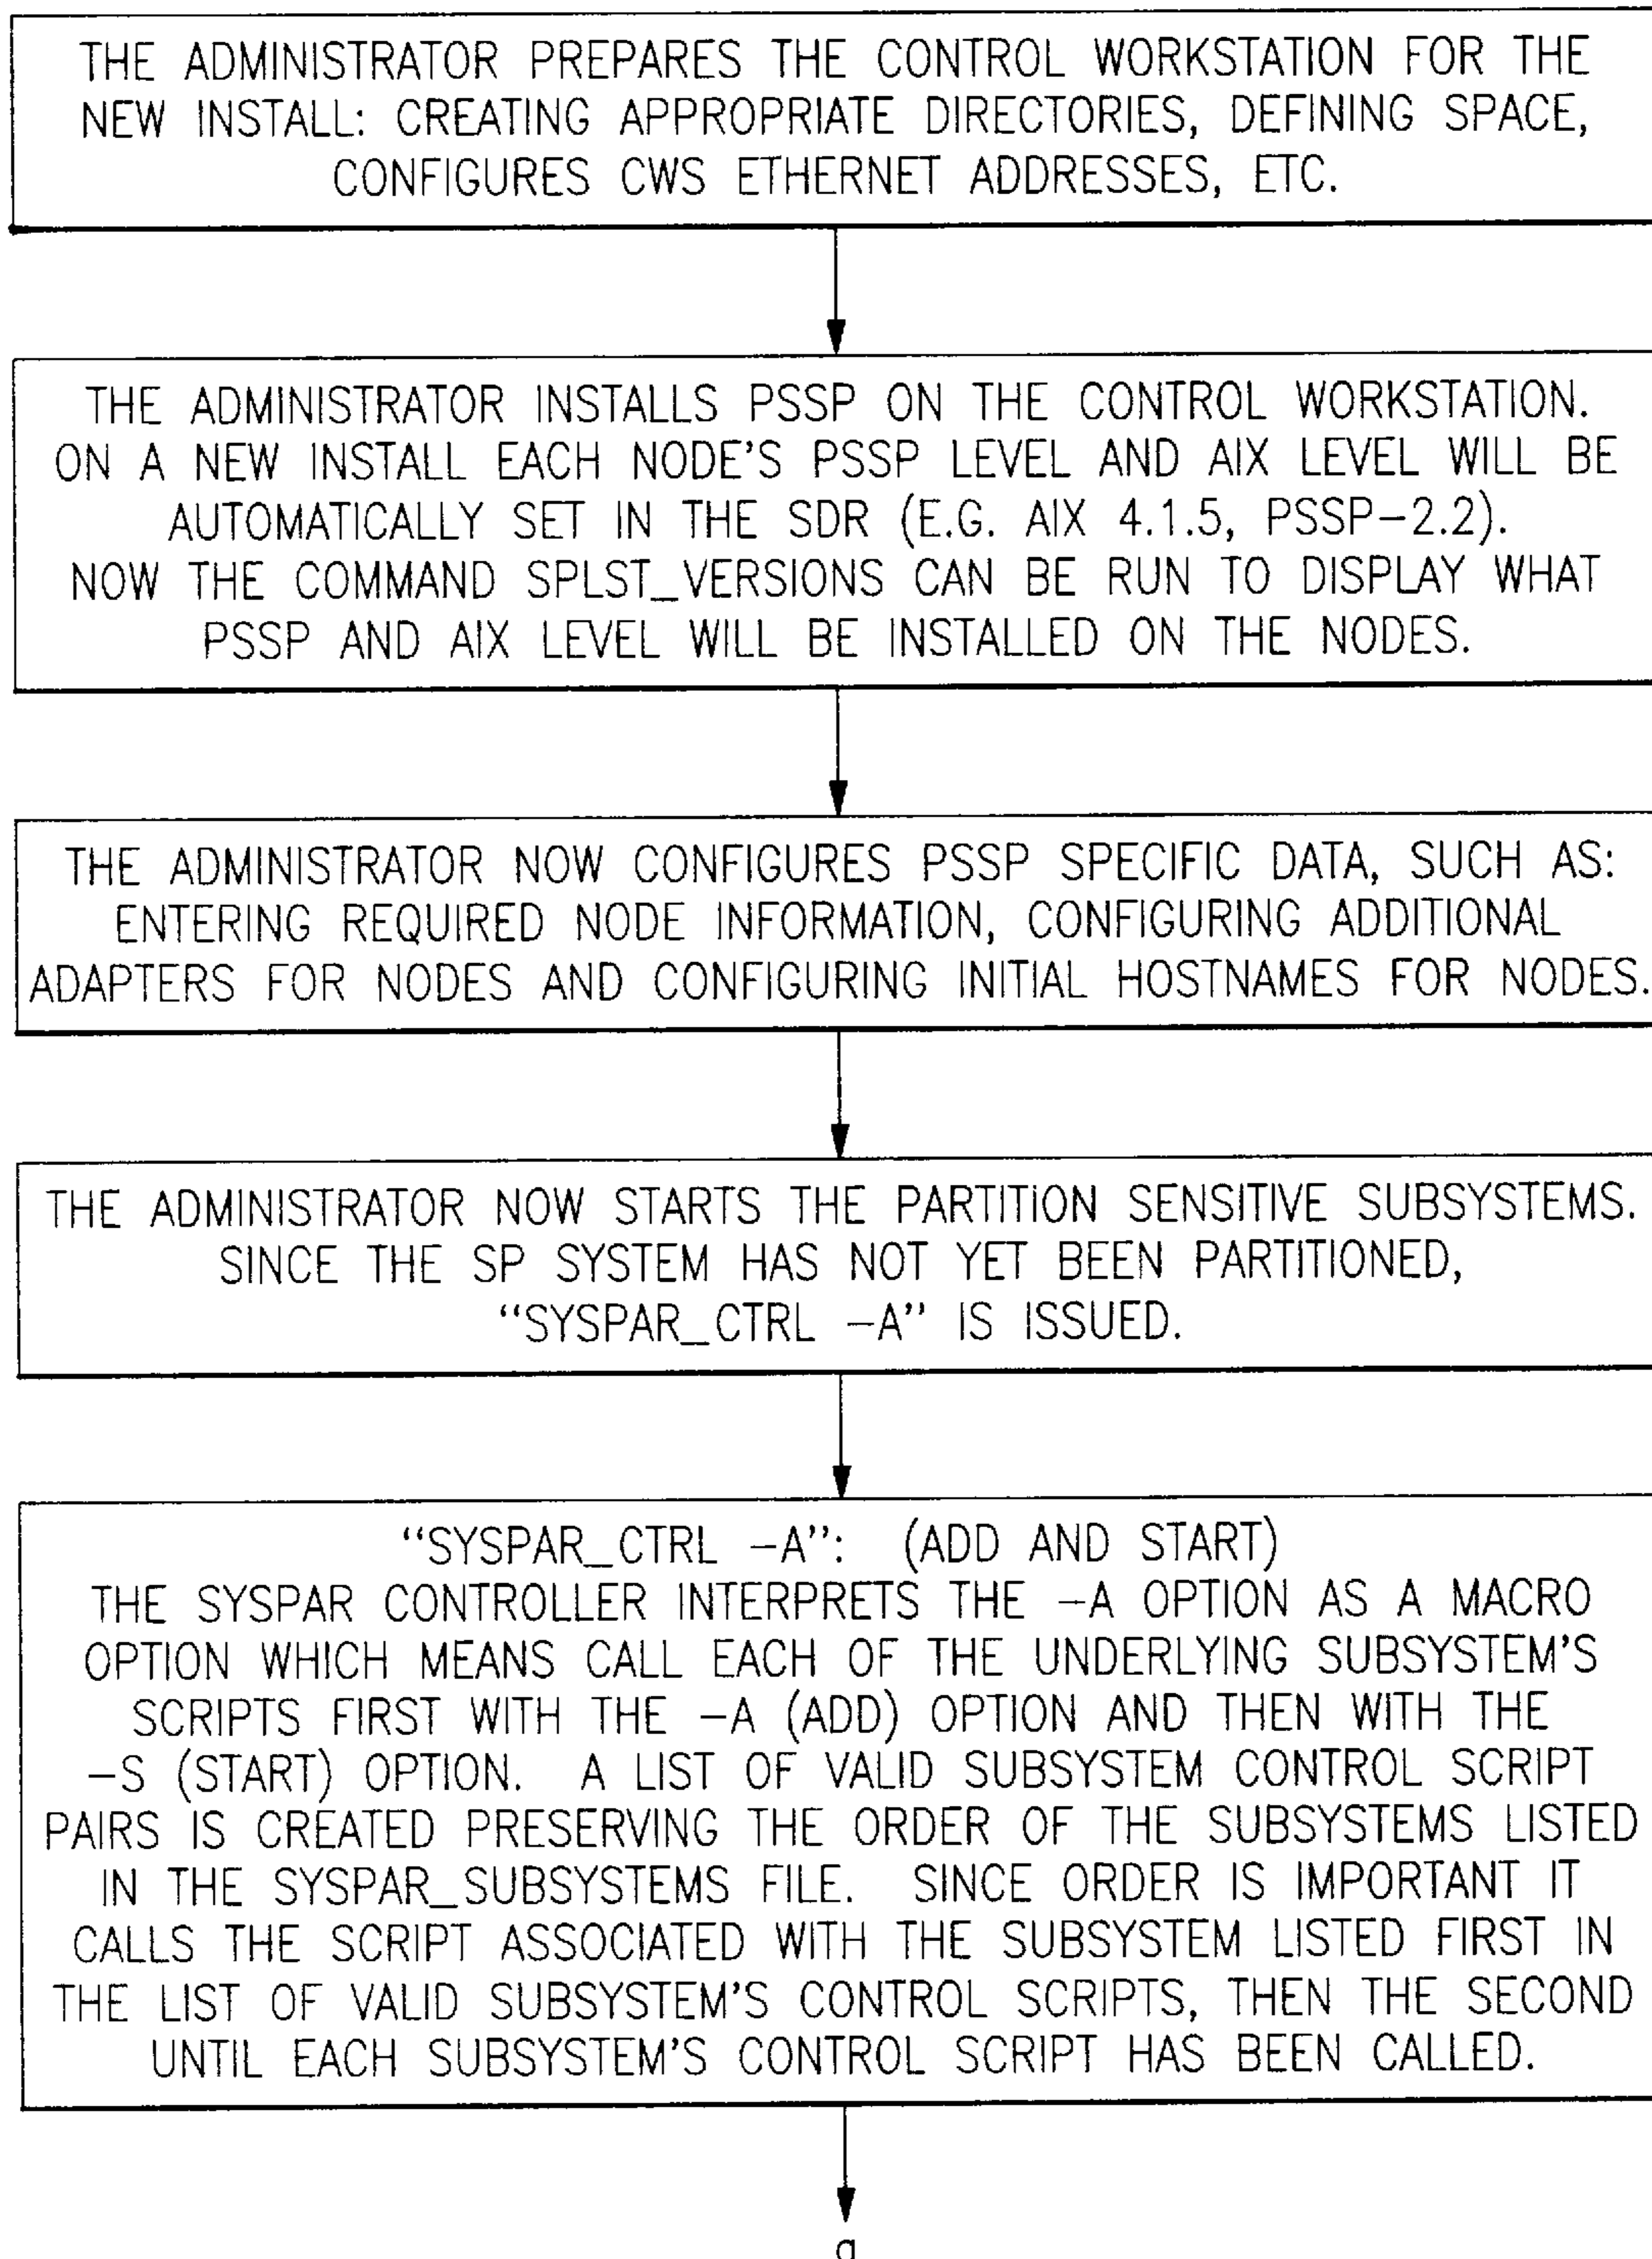 THE ADMINISTRATOR PREPARES THE CONTROL WORKSTATION FOR THE
NEW INSTALL: CREATING APPROPRIATE DIRECTORIES, DEFINING SPACE,
CONFIGURES CWS ETHERNET ADDRESSES, ETC.
THE ADMINISTRATOR INSTALLS PSSP ON THE CONTROL WORKSTATION.
ON A NEW INSTALL EACH NODE'S PSSP LEVEL AND AIX LEVEL WILL BE
AUTOMATICALLY SET IN THE SDR (E.G. AIX 4.1.5, PSSP-2.2).
NOW THE COMMAND SPLST_VERSIONS CAN BE RUN TO DISPLAY WHAT
PSSP AND AIX LEVEL WILL BE INSTALLED ON THE NODES.
THE ADMINISTRATOR NOW CONFIGURES PSSP SPECIFIC DATA, SUCH AS:
ENTERING REQUIRED NODE INFORMATION, CONFIGURING ADDITIONAL
ADAPTERS FOR NODES AND CONFIGURING INITIAL HOSTNAMES FOR NODES.
THE ADMINISTRATOR NOW STARTS THE PARTITION SENSITIVE SUBSYSTEMS.
SINCE THE SP SYSTEM HAS NOT YET BEEN PARTITIONED,
“SYSPAR_CTRL -A” IS ISSUED.
“SYSPAR_CTRL -A”: (ADD AND START)
THE SYSPAR CONTROLLER INTERPRETS THE -A OPTION AS A MACRO
OPTION WHICH MEANS CALL EACH OF THE UNDERLYING SUBSYSTEM'S
SCRIPTS FIRST WITH THE -A (ADD) OPTION AND THEN WITH THE
-S (START) OPTION. A LIST OF VALID SUBSYSTEM CONTROL SCRIPT
PAIRS IS CREATED PRESERVING THE ORDER OF THE SUBSYSTEMS LISTED
IN THE SYSPAR_SUBSYSTEMS FILE. SINCE ORDER IS IMPORTANT IT
CALLS THE SCRIPT ASSOCIATED WITH THE SUBSYSTEM LISTED FIRST IN
THE LIST OF VALID SUBSYSTEM'S CONTROL SCRIPTS, THEN THE SECOND
UNTIL EACH SUBSYSTEM'S CONTROL SCRIPT HAS BEEN CALLED.
a